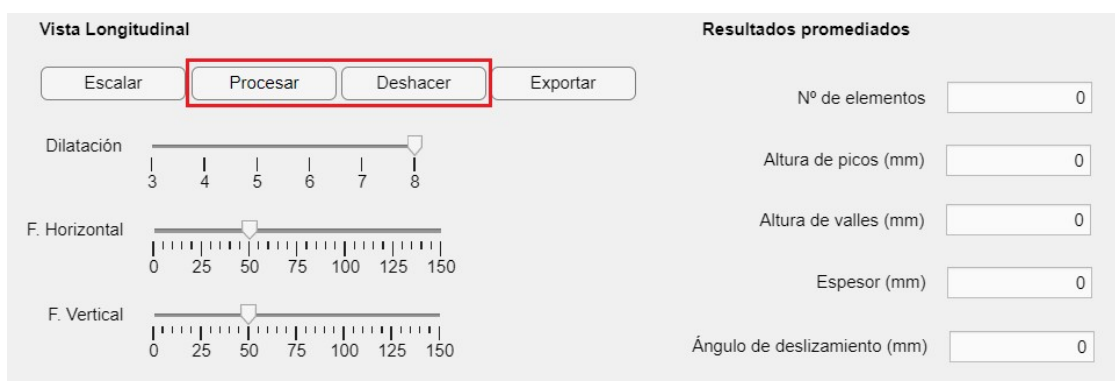 Vista Longitudinal
Resultados promediados
Escalar
Procesar
Deshacer
Exportar
Nº de elementos
0
Dilatación
3 4 5 6 7 8
Altura de picos (mm)
0
F. Horizontal
0 25 50 75 100 125 150
Altura de valles (mm)
0
Espesor (mm)
0
F. Vertical
0 25 50 75 100 125 150
Ángulo de deslizamiento (mm)
0